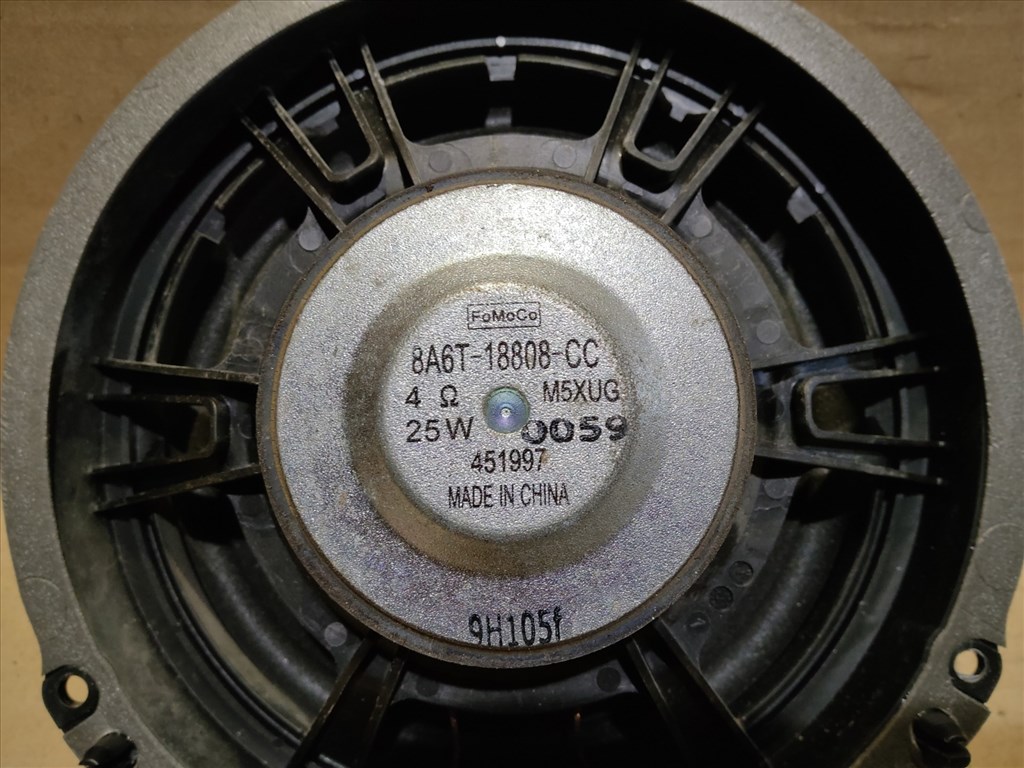 FoMoCo
8A6T-18808-CC
4 Ω M5XUG
25W 0059
451997
MADE IN CHINA
9H105f